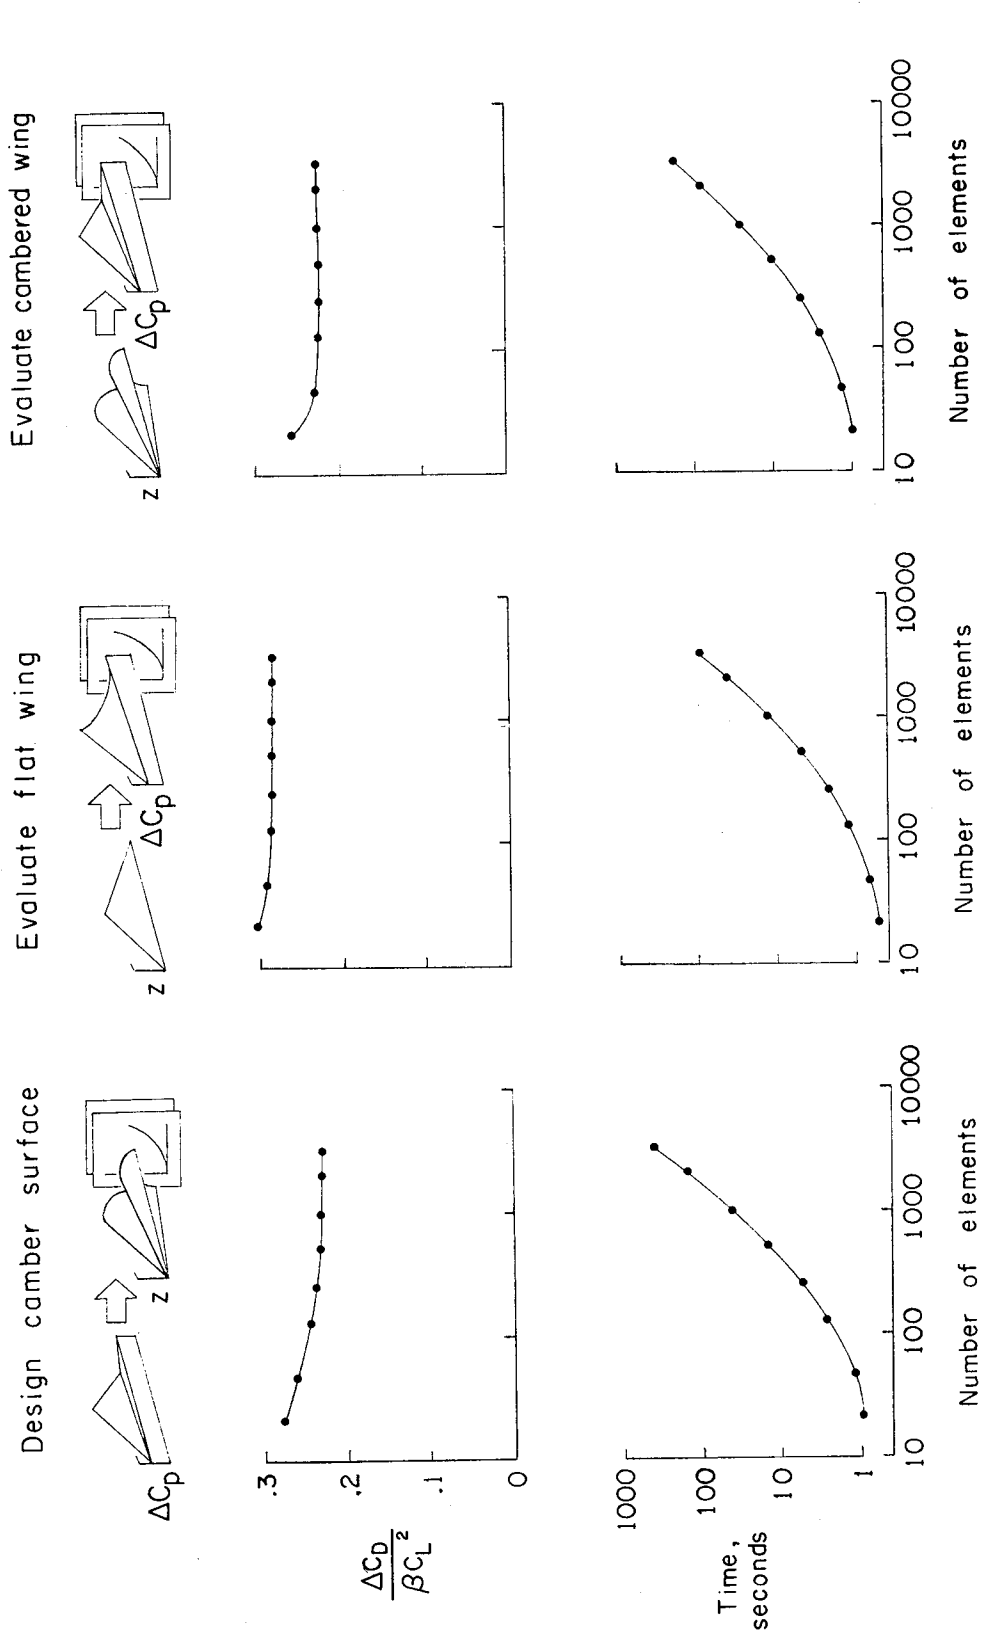 Design camber surface
Evaluate flat wing
Evaluate cambered wing
ΔCp
z
z
ΔCp
z
ΔCp
.3
.2
.1
0
ΔCD
βCL²
1000
100
10
1
Time,
seconds
10
100
1000
10000
Number of elements
10
100
1000
10000
Number of elements
10
100
1000
10000
Number of elements